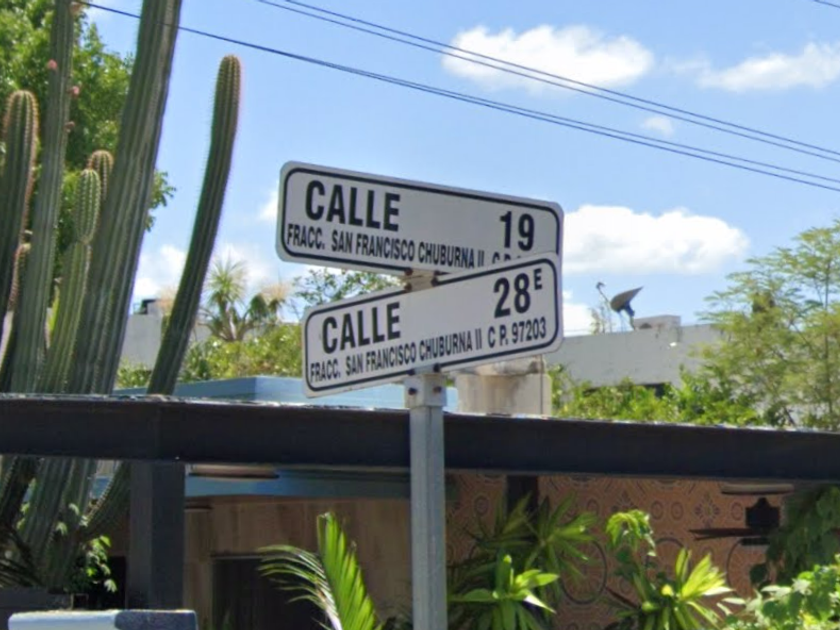 CALLE 19
FRACC. SAN FRANCISCO CHUBURNA II
CALLE 28E
FRACC. SAN FRANCISCO CHUBURNA II C P. 97203